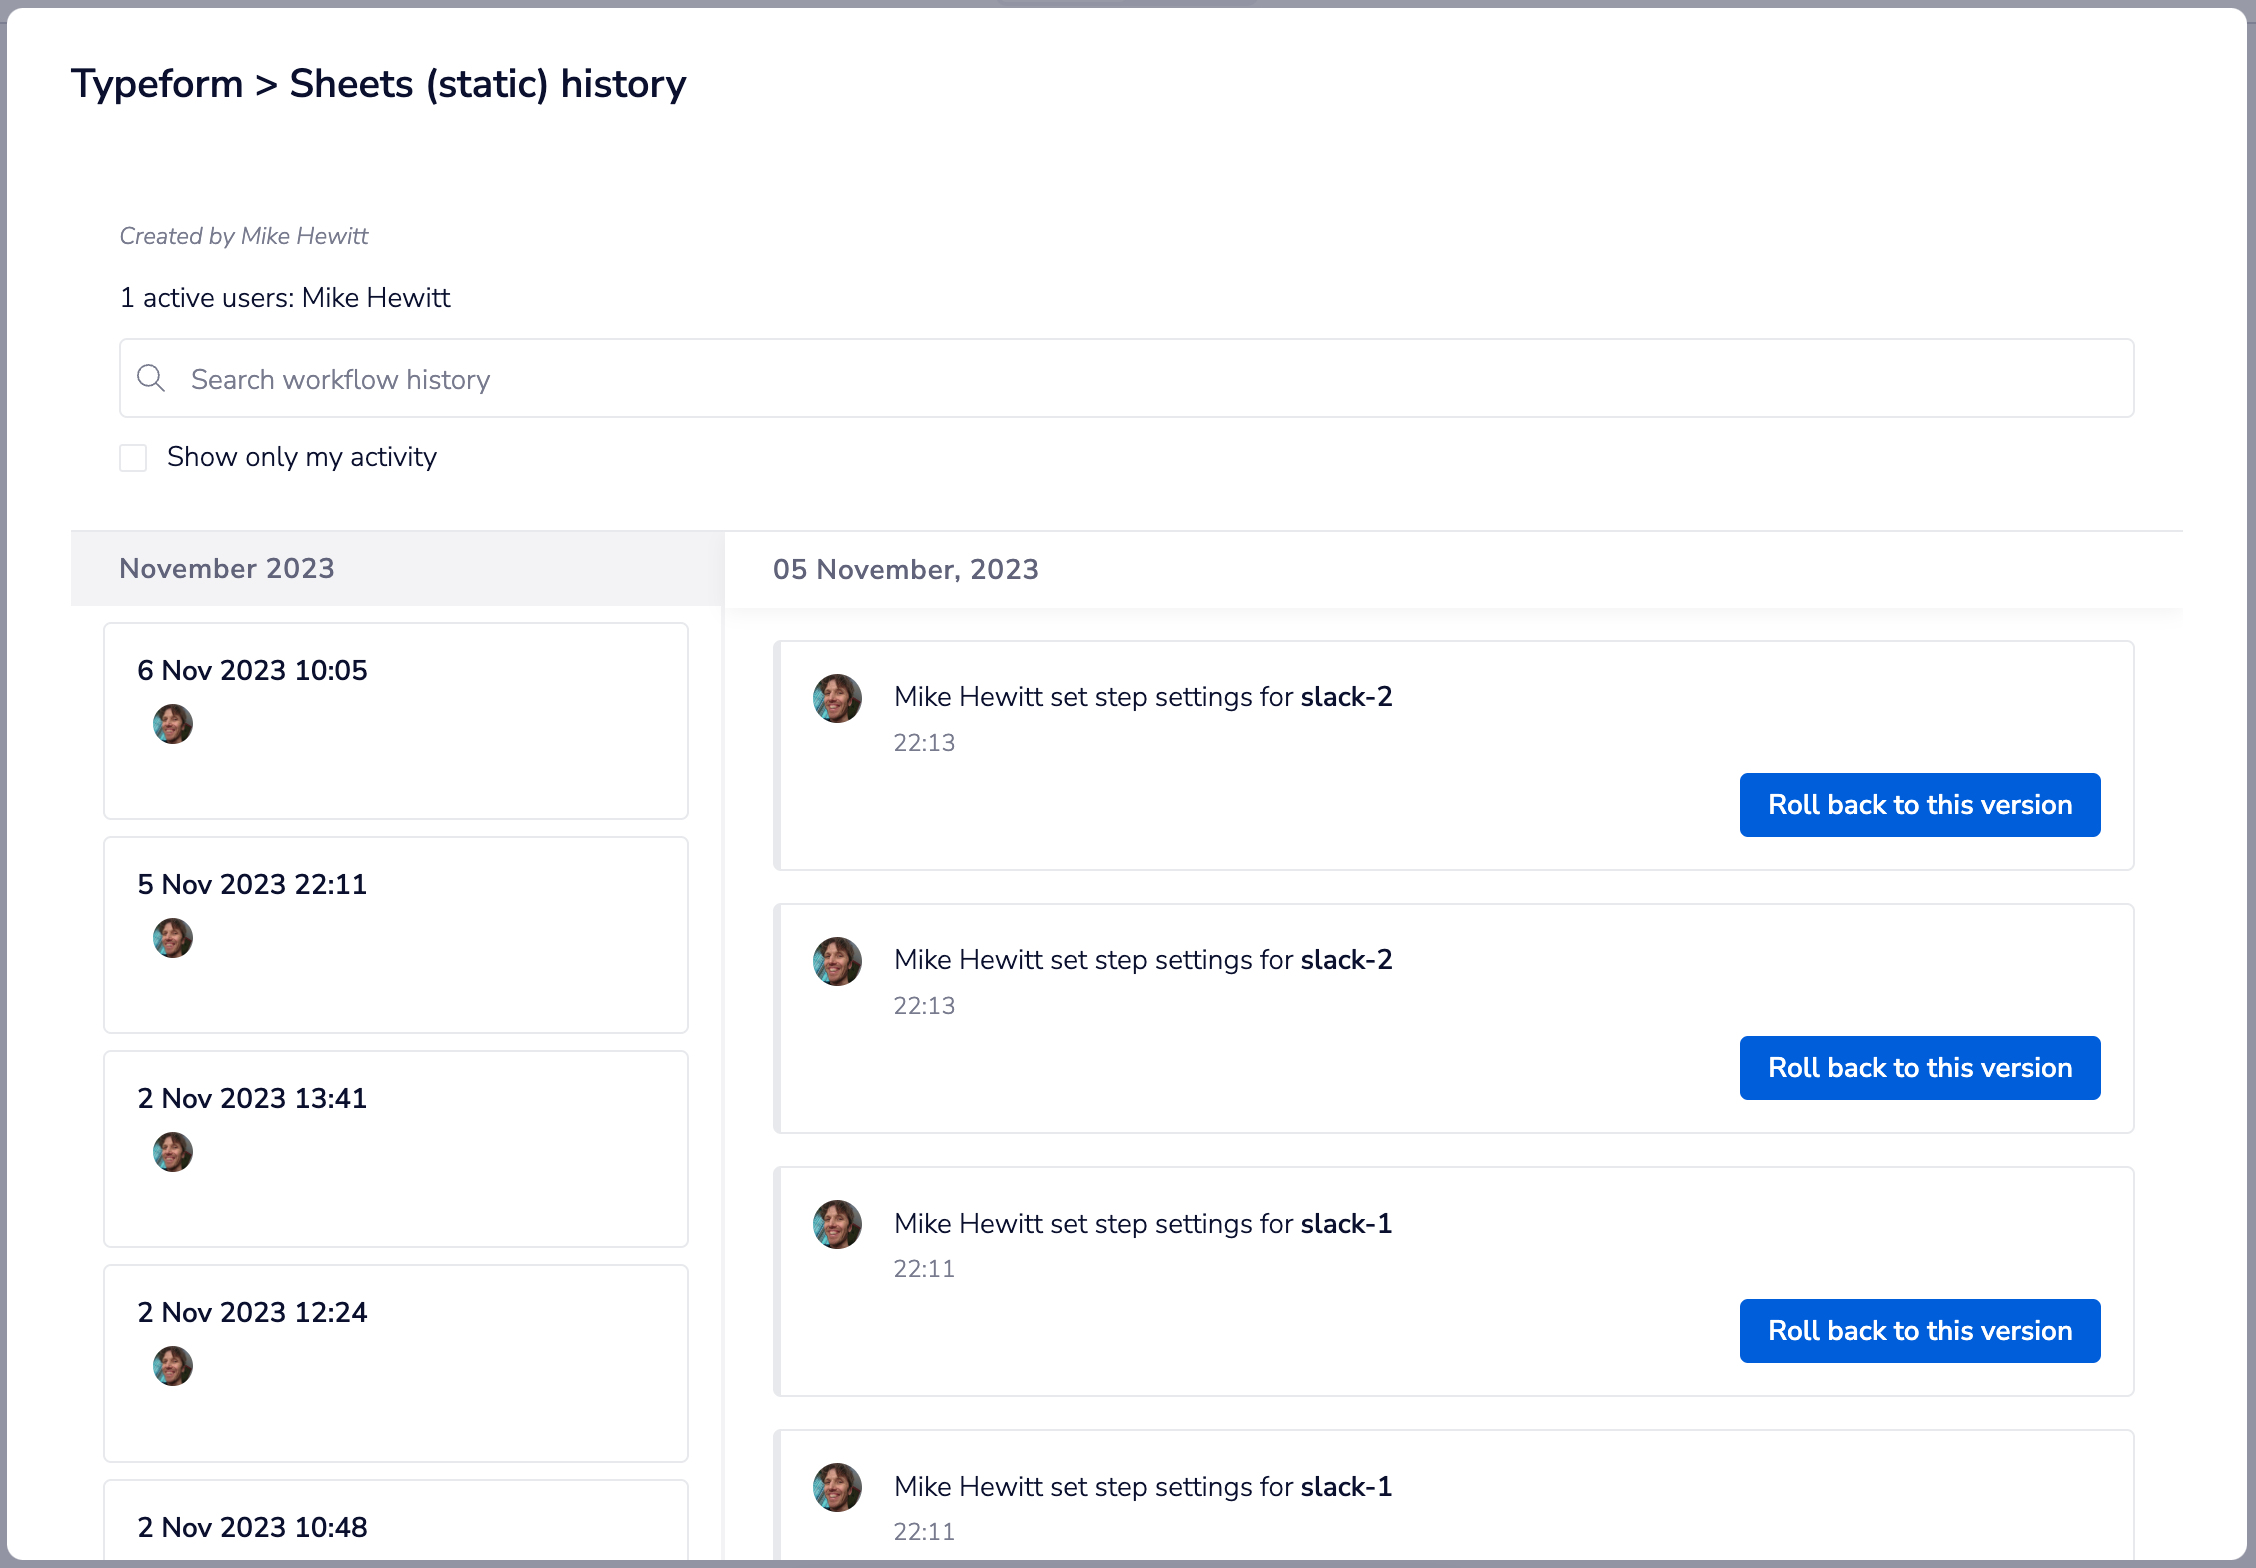 Typeform > Sheets (static) history
Created by Mike Hewitt
1 active users: Mike Hewitt
Search workflow history
Show only my activity
November 2023
6 Nov 2023 10:05
5 Nov 2023 22:11
2 Nov 2023 13:41
2 Nov 2023 12:24
2 Nov 2023 10:48
05 November, 2023
Mike Hewitt set step settings for slack-2
22:13
Roll back to this version
Mike Hewitt set step settings for slack-2
22:13
Roll back to this version
Mike Hewitt set step settings for slack-1
22:11
Roll back to this version
Mike Hewitt set step settings for slack-1
22:11